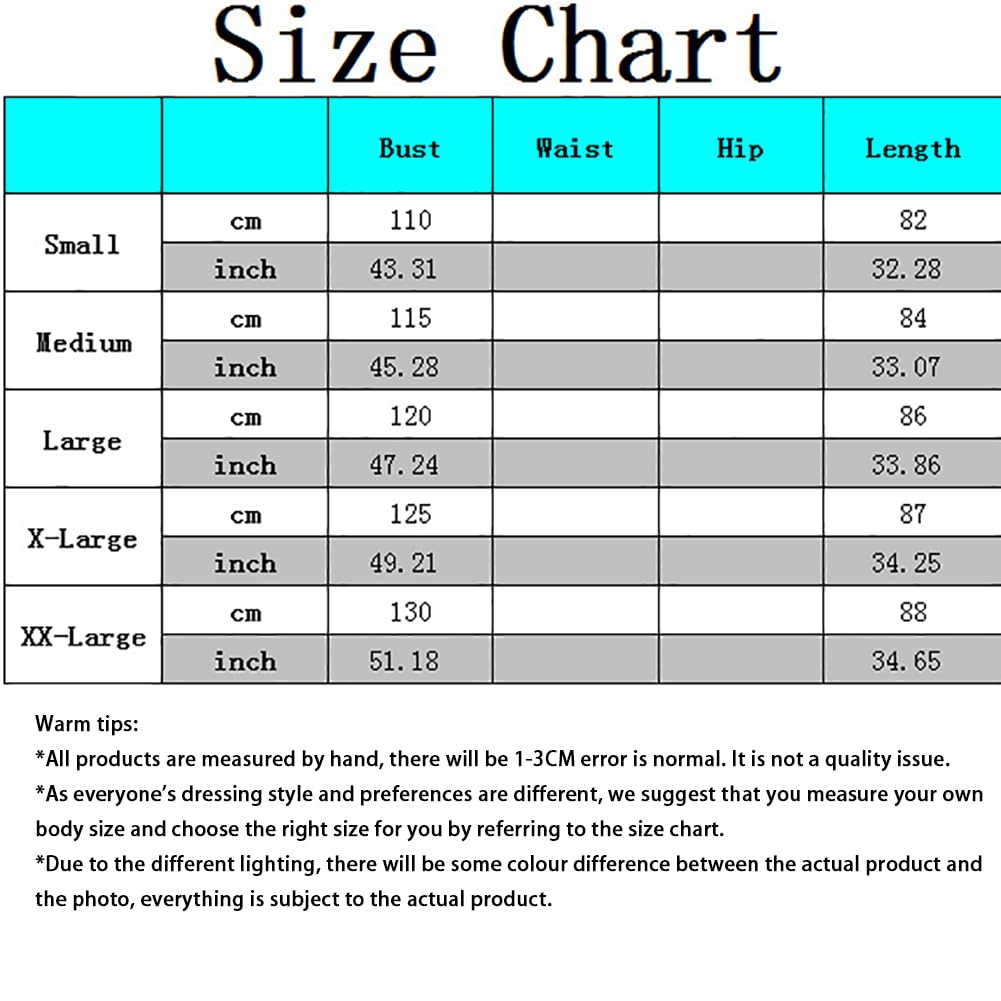 Size Chart
Bust Waist Hip Length
Small cm 110 82
inch 43.31 32.28
Medium cm 115 84
inch 45.28 33.07
Large cm 120 86
inch 47.24 33.86
X-Large cm 125 87
inch 49.21 34.25
XX-Large cm 130 88
inch 51.18 34.65
Warm tips:
*All products are measured by hand, there will be 1-3CM error is normal. It is not a quality issue.
*As everyone’s dressing style and preferences are different, we suggest that you measure your own
body size and choose the right size for you by referring to the size chart.
*Due to the different lighting, there will be some colour difference between the actual product and
the photo, everything is subject to the actual product.